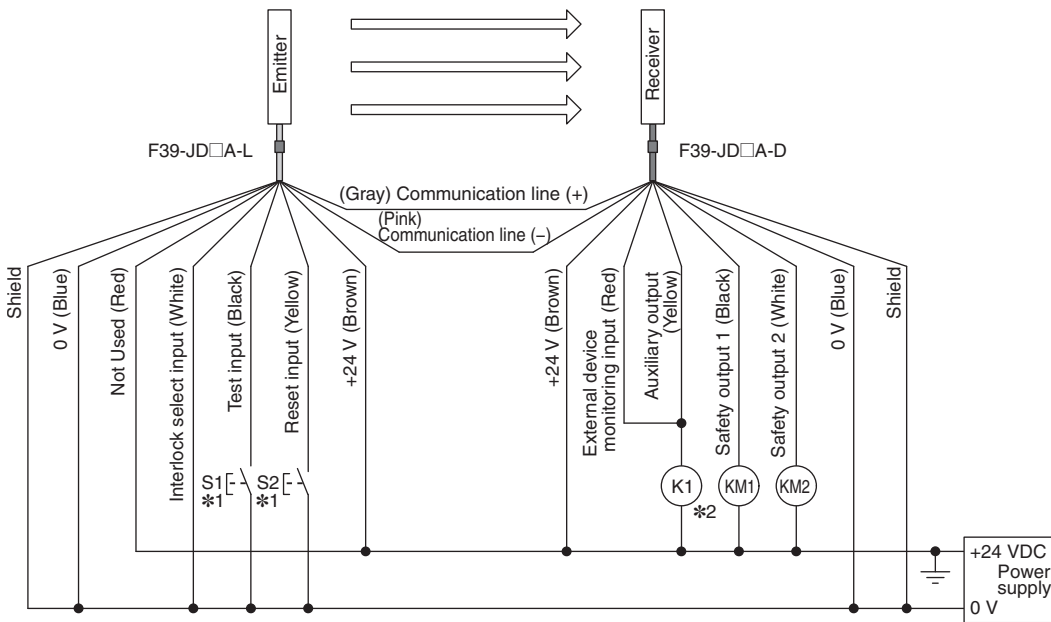 Emitter
Receiver
F39-JD□A-L
F39-JD□A-D
(Gray) Communication line (+)
(Pink)
Communication line (−)
Shield
0 V (Blue)
Not Used (Red)
Interlock select input (White)
Test input (Black)
Reset input (Yellow)
+24 V (Brown)
+24 V (Brown)
External device
monitoring input (Red)
Auxiliary output
(Yellow)
Safety output 1 (Black)
Safety output 2 (White)
0 V (Blue)
Shield
S1
✱1
S2
✱1
K1
✱2
KM1
KM2
+24 VDC
Power
supply
0 V